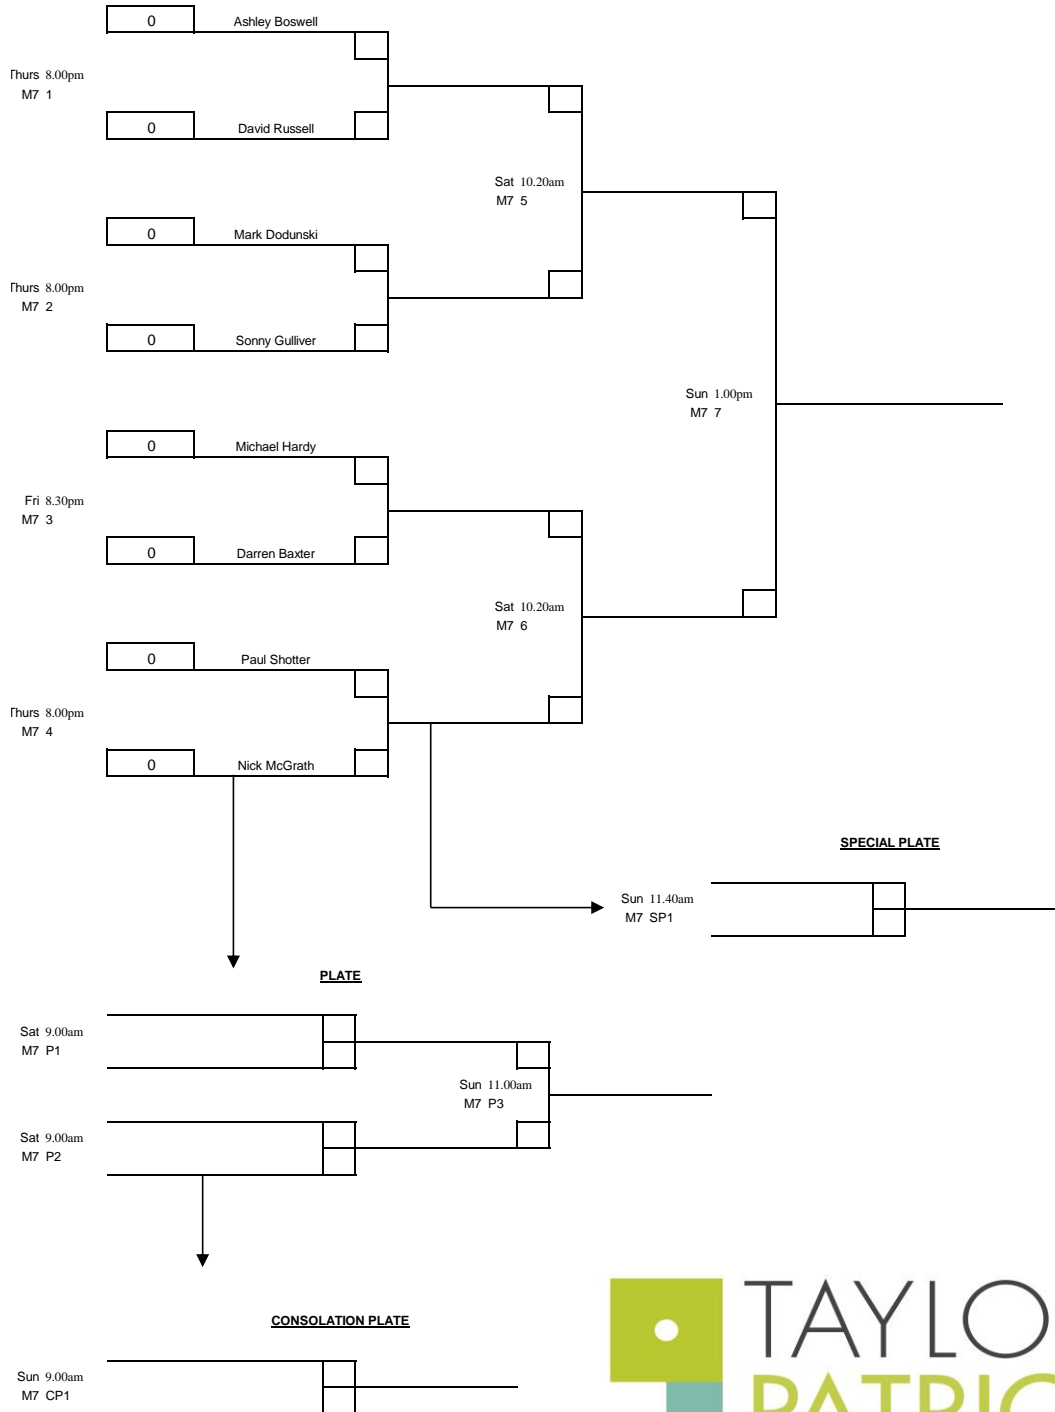 0 Ashley Boswell
Thurs 8.00pm
M7 1
0 David Russell
Sat 10.20am
M7 5
0 Mark Dodunski
Thurs 8.00pm
M7 2
0 Sonny Gulliver
Sun 1.00pm
M7 7
0 Michael Hardy
Fri 8.30pm
M7 3
0 Darren Baxter
Sat 10.20am
M7 6
0 Paul Shotter
Thurs 8.00pm
M7 4
0 Nick McGrath
SPECIAL PLATE
Sun 11.40am
M7 SP1
PLATE
Sat 9.00am
M7 P1
Sun 11.00am
M7 P3
Sat 9.00am
M7 P2
CONSOLATION PLATE
Sun 9.00am
M7 CP1
TAYLO
PATRIC